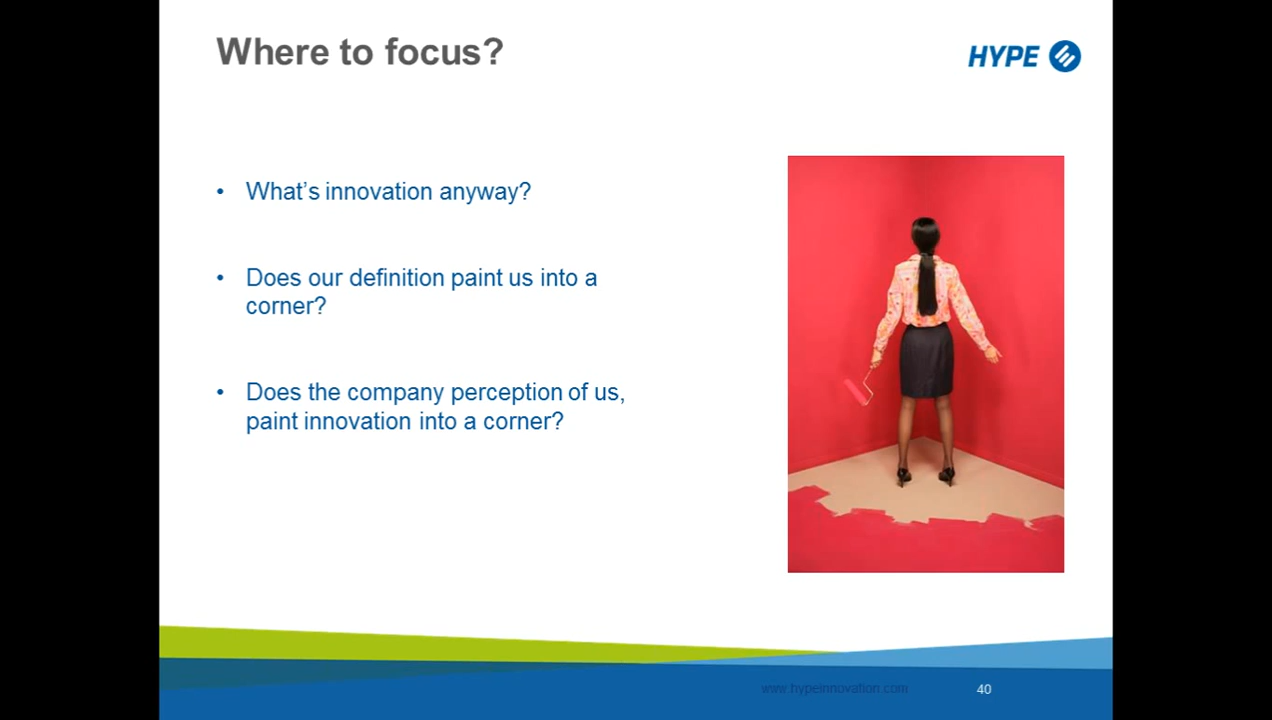 Where to focus?
HYPE
• What's innovation anyway?
• Does our definition paint us into a
corner?
• Does the company perception of us,
paint innovation into a corner?
www.hypeinnovation.com
40